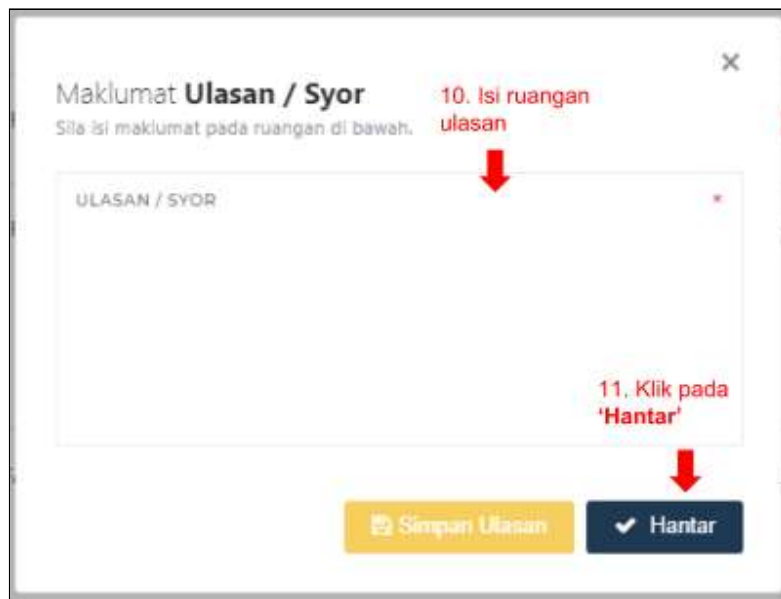 Maklumat Ulasan / Syor
Sila isi maklumat pada ruangan di bawah.
10. Isi ruangan
ulasan
ULASAN / SYOR *
11. Klik pada
‘Hantar’
Simpan Ulasan
Hantar